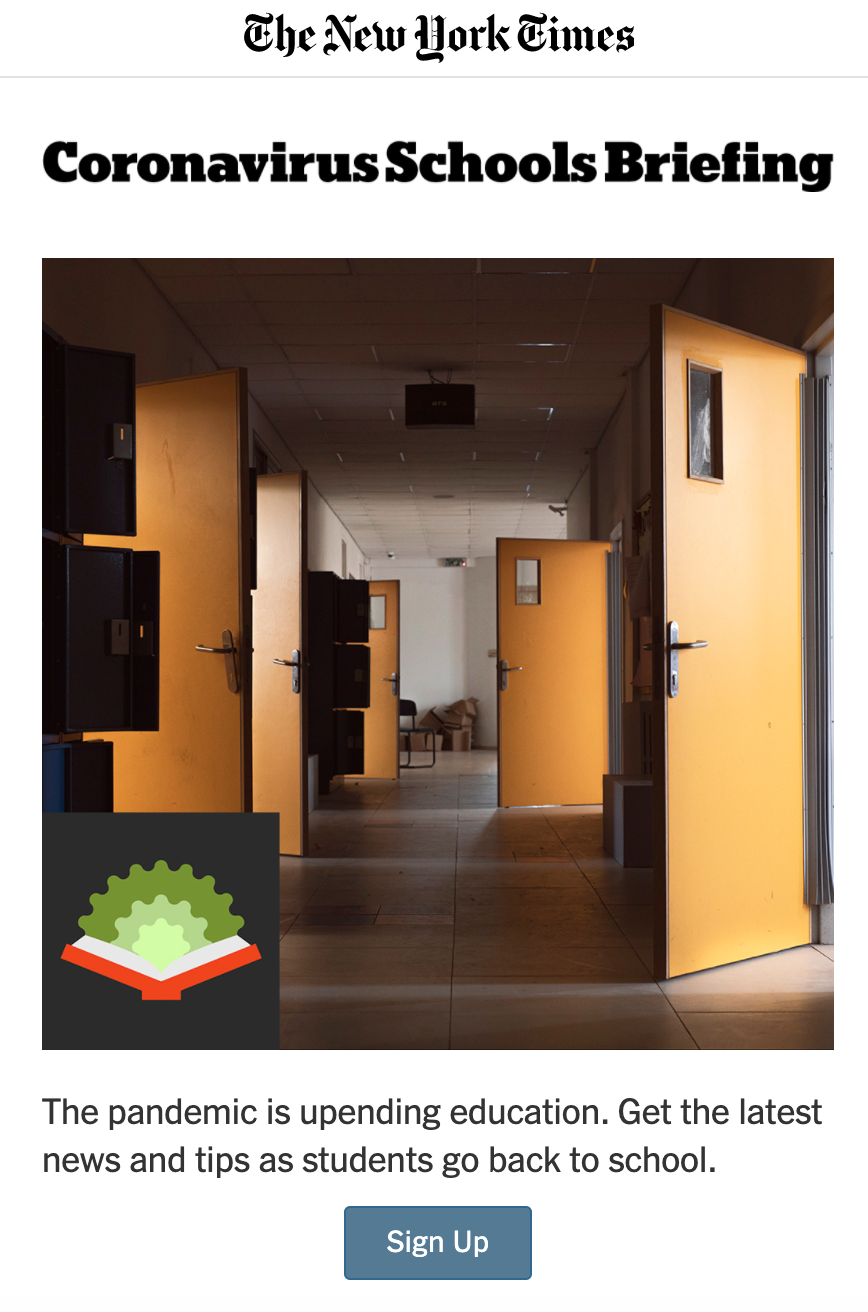 The New York Times
Coronavirus Schools Briefing
The pandemic is upending education. Get the latest
news and tips as students go back to school.
Sign Up